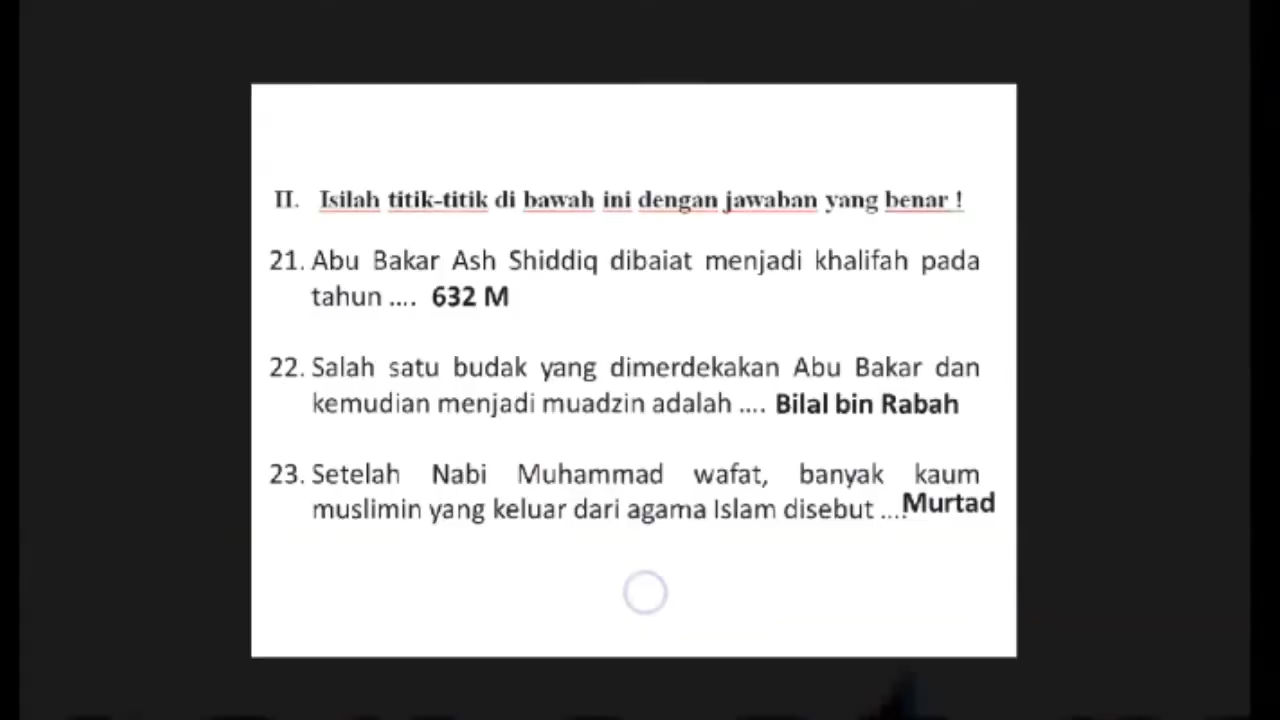 II. Isilah titik-titik di bawah ini dengan jawaban yang benar !
21. Abu Bakar Ash Shiddiq dibaiat menjadi khalifah pada
tahun .... 632 M
22. Salah satu budak yang dimerdekakan Abu Bakar dan
kemudian menjadi muadzin adalah .... Bilal bin Rabah
23. Setelah Nabi Muhammad wafat, banyak kaum
muslimin yang keluar dari agama Islam disebut .... Murtad